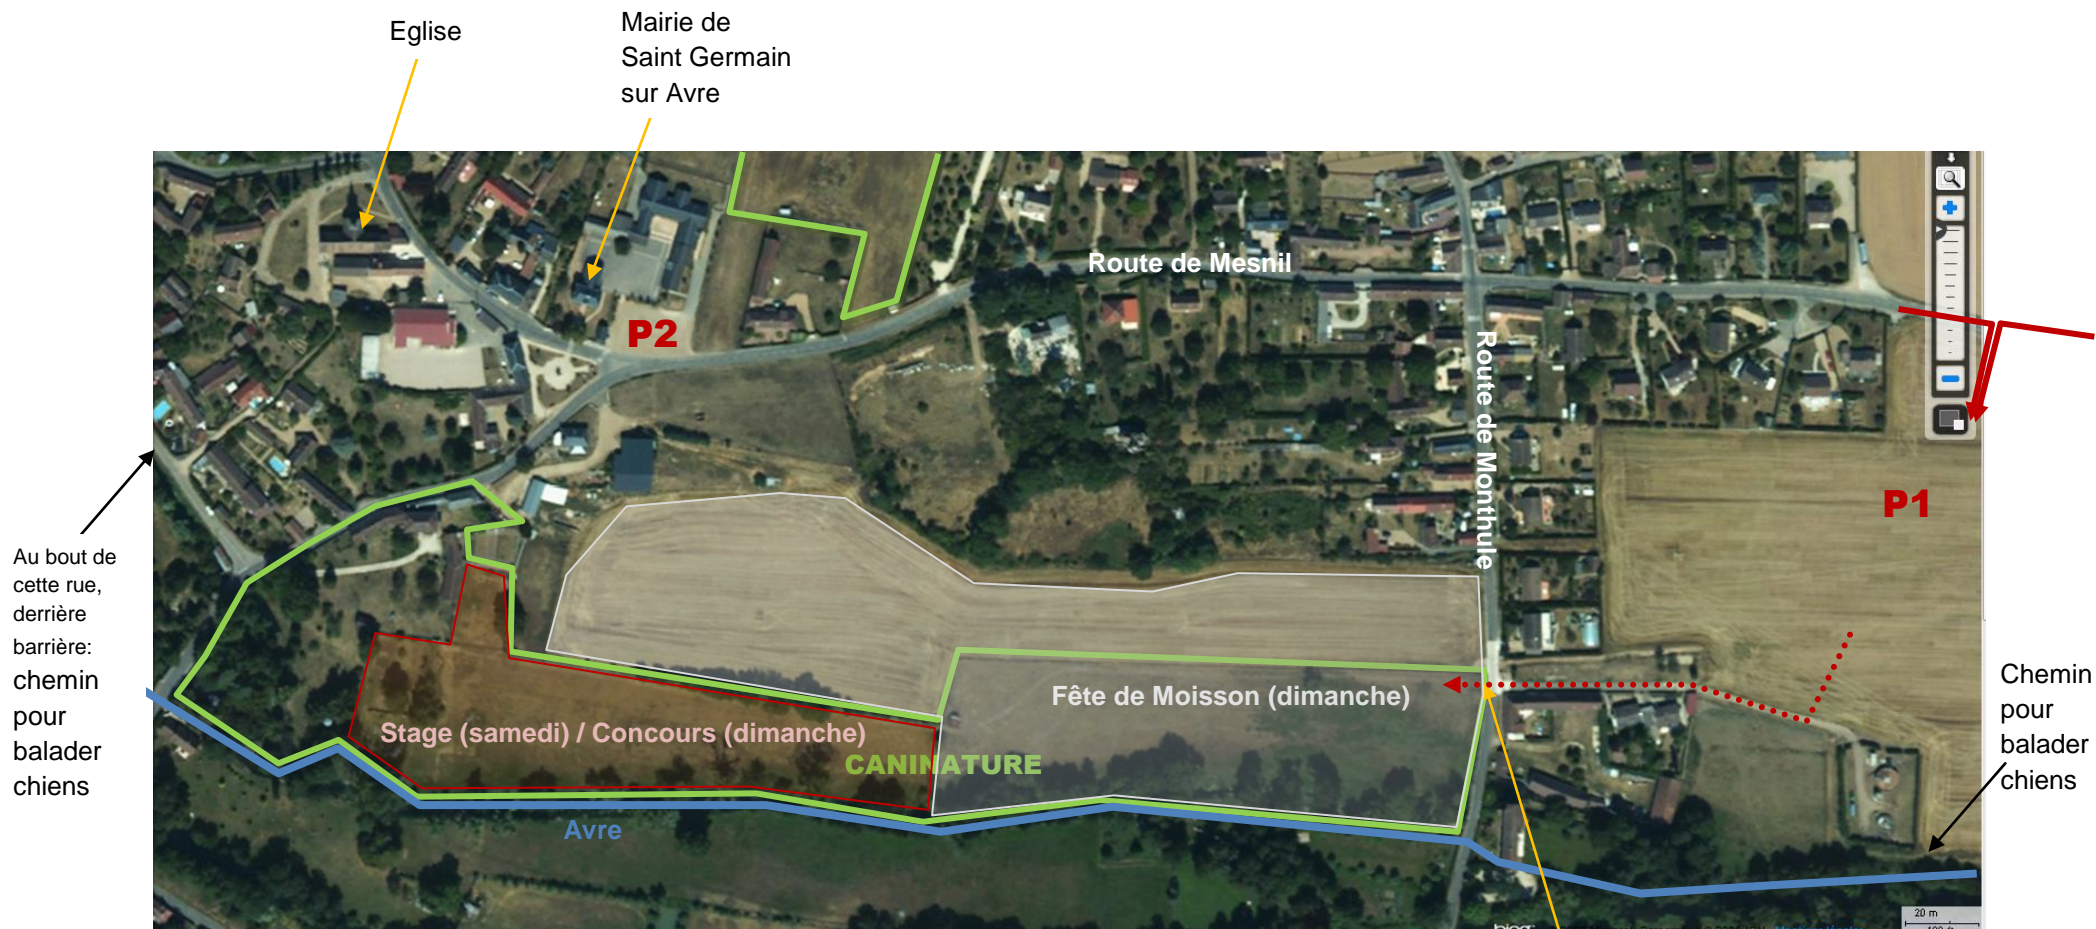 Eglise
Mairie de
Saint Germain
sur Avre
Route de Mesnil
P2
Route de Monthule
P1
Au bout de
cette rue,
derrière
barrière:
chemin
pour
balader
chiens
Chemin
pour
balader
chiens
Fête de Moisson (dimanche)
Stage (samedi) / Concours (dimanche)
CANINATURE
Avre
20 m